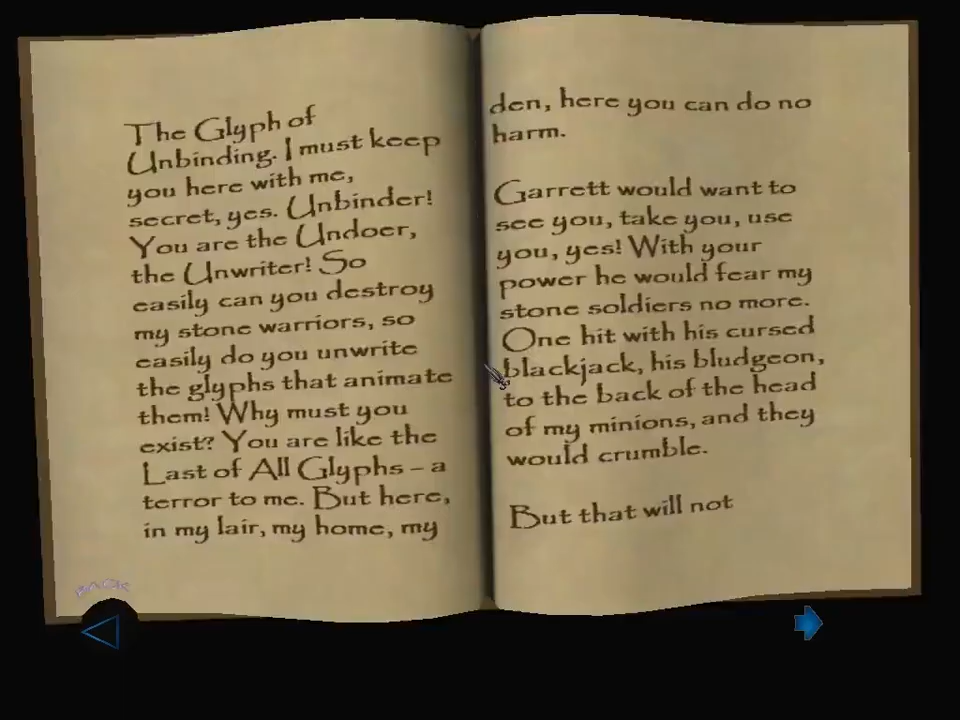 The Glyph of
Unbinding. I must keep
you here with me,
secret, yes. Unbinder!
You are the Undoer,
the Unwriter! So
easily can you destroy
my stone warriors, so
easily do you unwrite
the glyphs that animate
them! Why must you
exist? You are like the
Last of All Glyphs – a
terror to me. But here,
in my lair, my home, my
den, here you can do no
harm.
Garrett would want to
see you, take you, use
you, yes! With your
power he would fear my
stone soldiers no more.
One hit with his cursed
blackjack, his bludgeon,
to the back of the head
of my minions, and they
would crumble.
But that will not
BACK